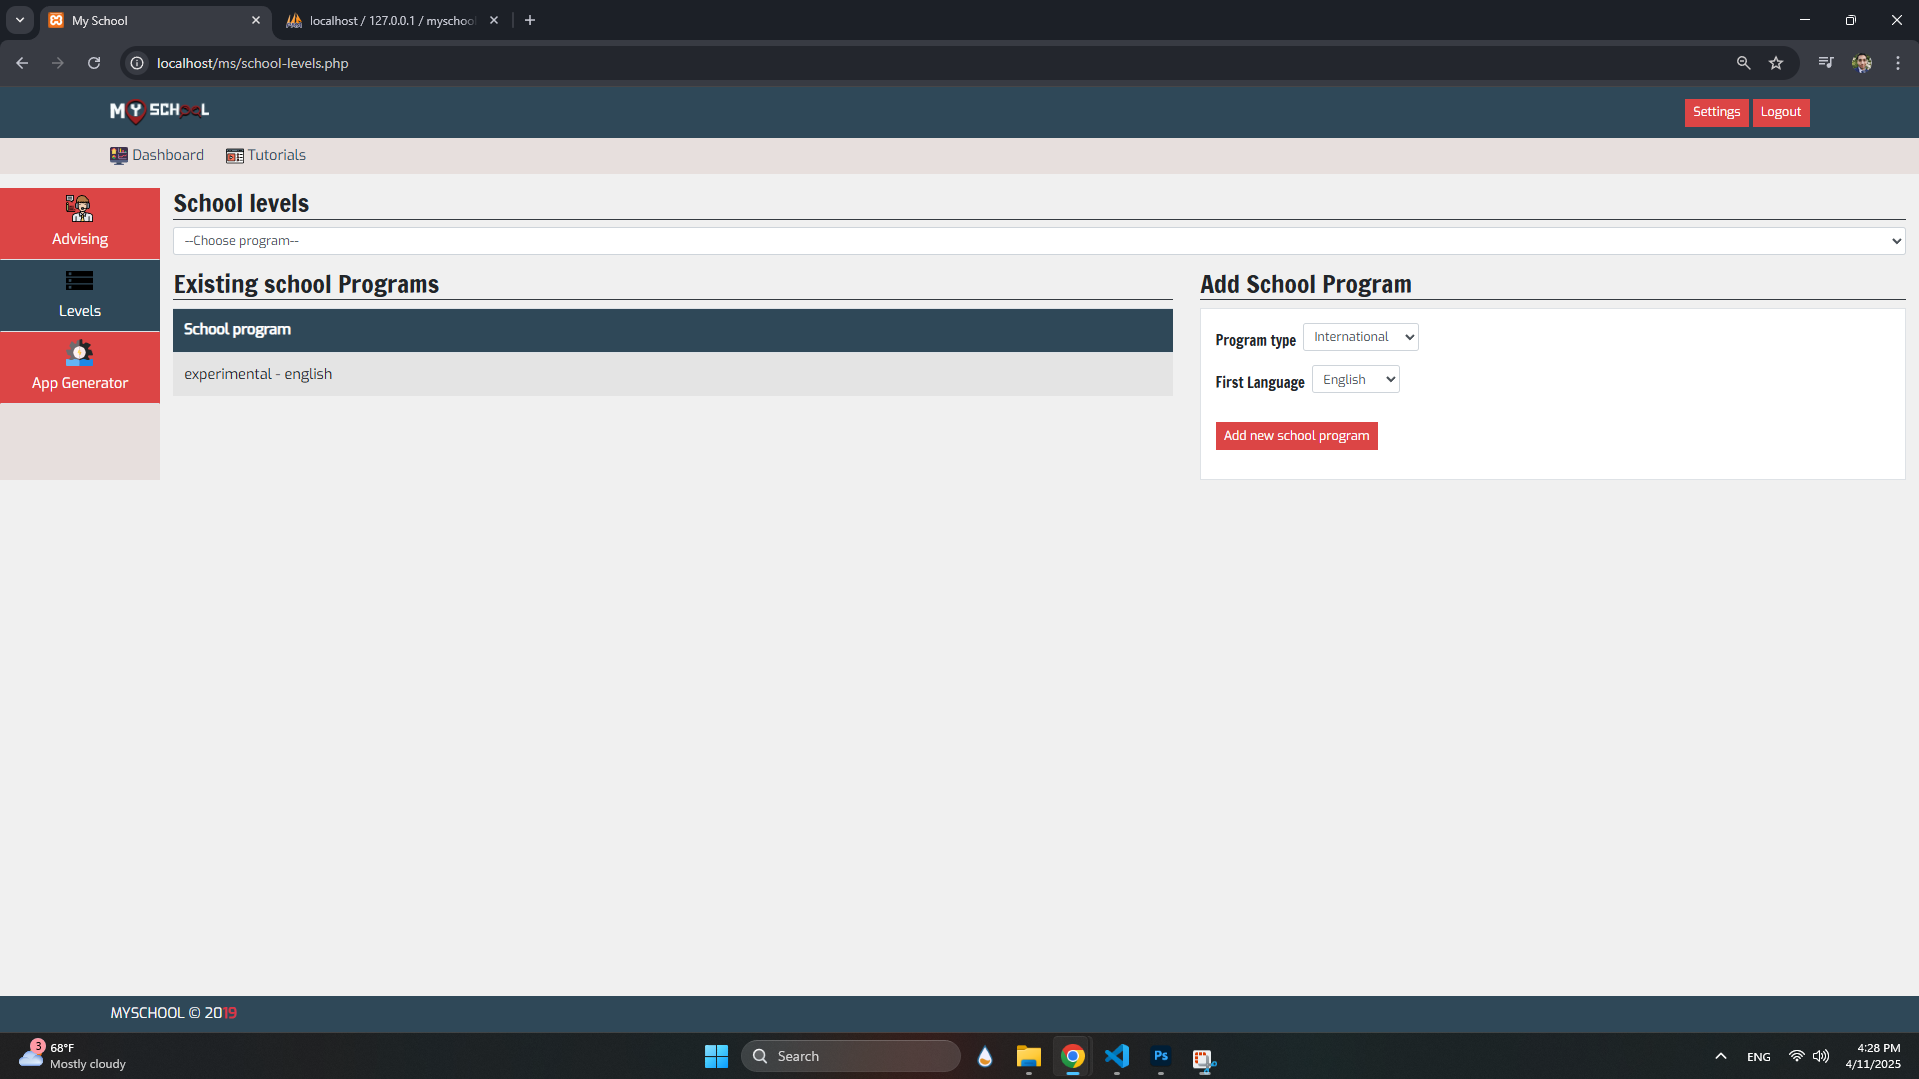 My School
localhost / 127.0.0.1 / myschool
localhost/ms/school-levels.php
MY SCHOOL
Settings
Logout
Dashboard
Tutorials
Advising
Levels
App Generator
School levels
--Choose program--
Existing school Programs
School program
experimental - english
Add School Program
Program type
International
First Language
English
Add new school program
MYSCHOOL © 2019
3
68°F
Mostly cloudy
Search
Ps
ENG
4:28 PM
4/11/2025